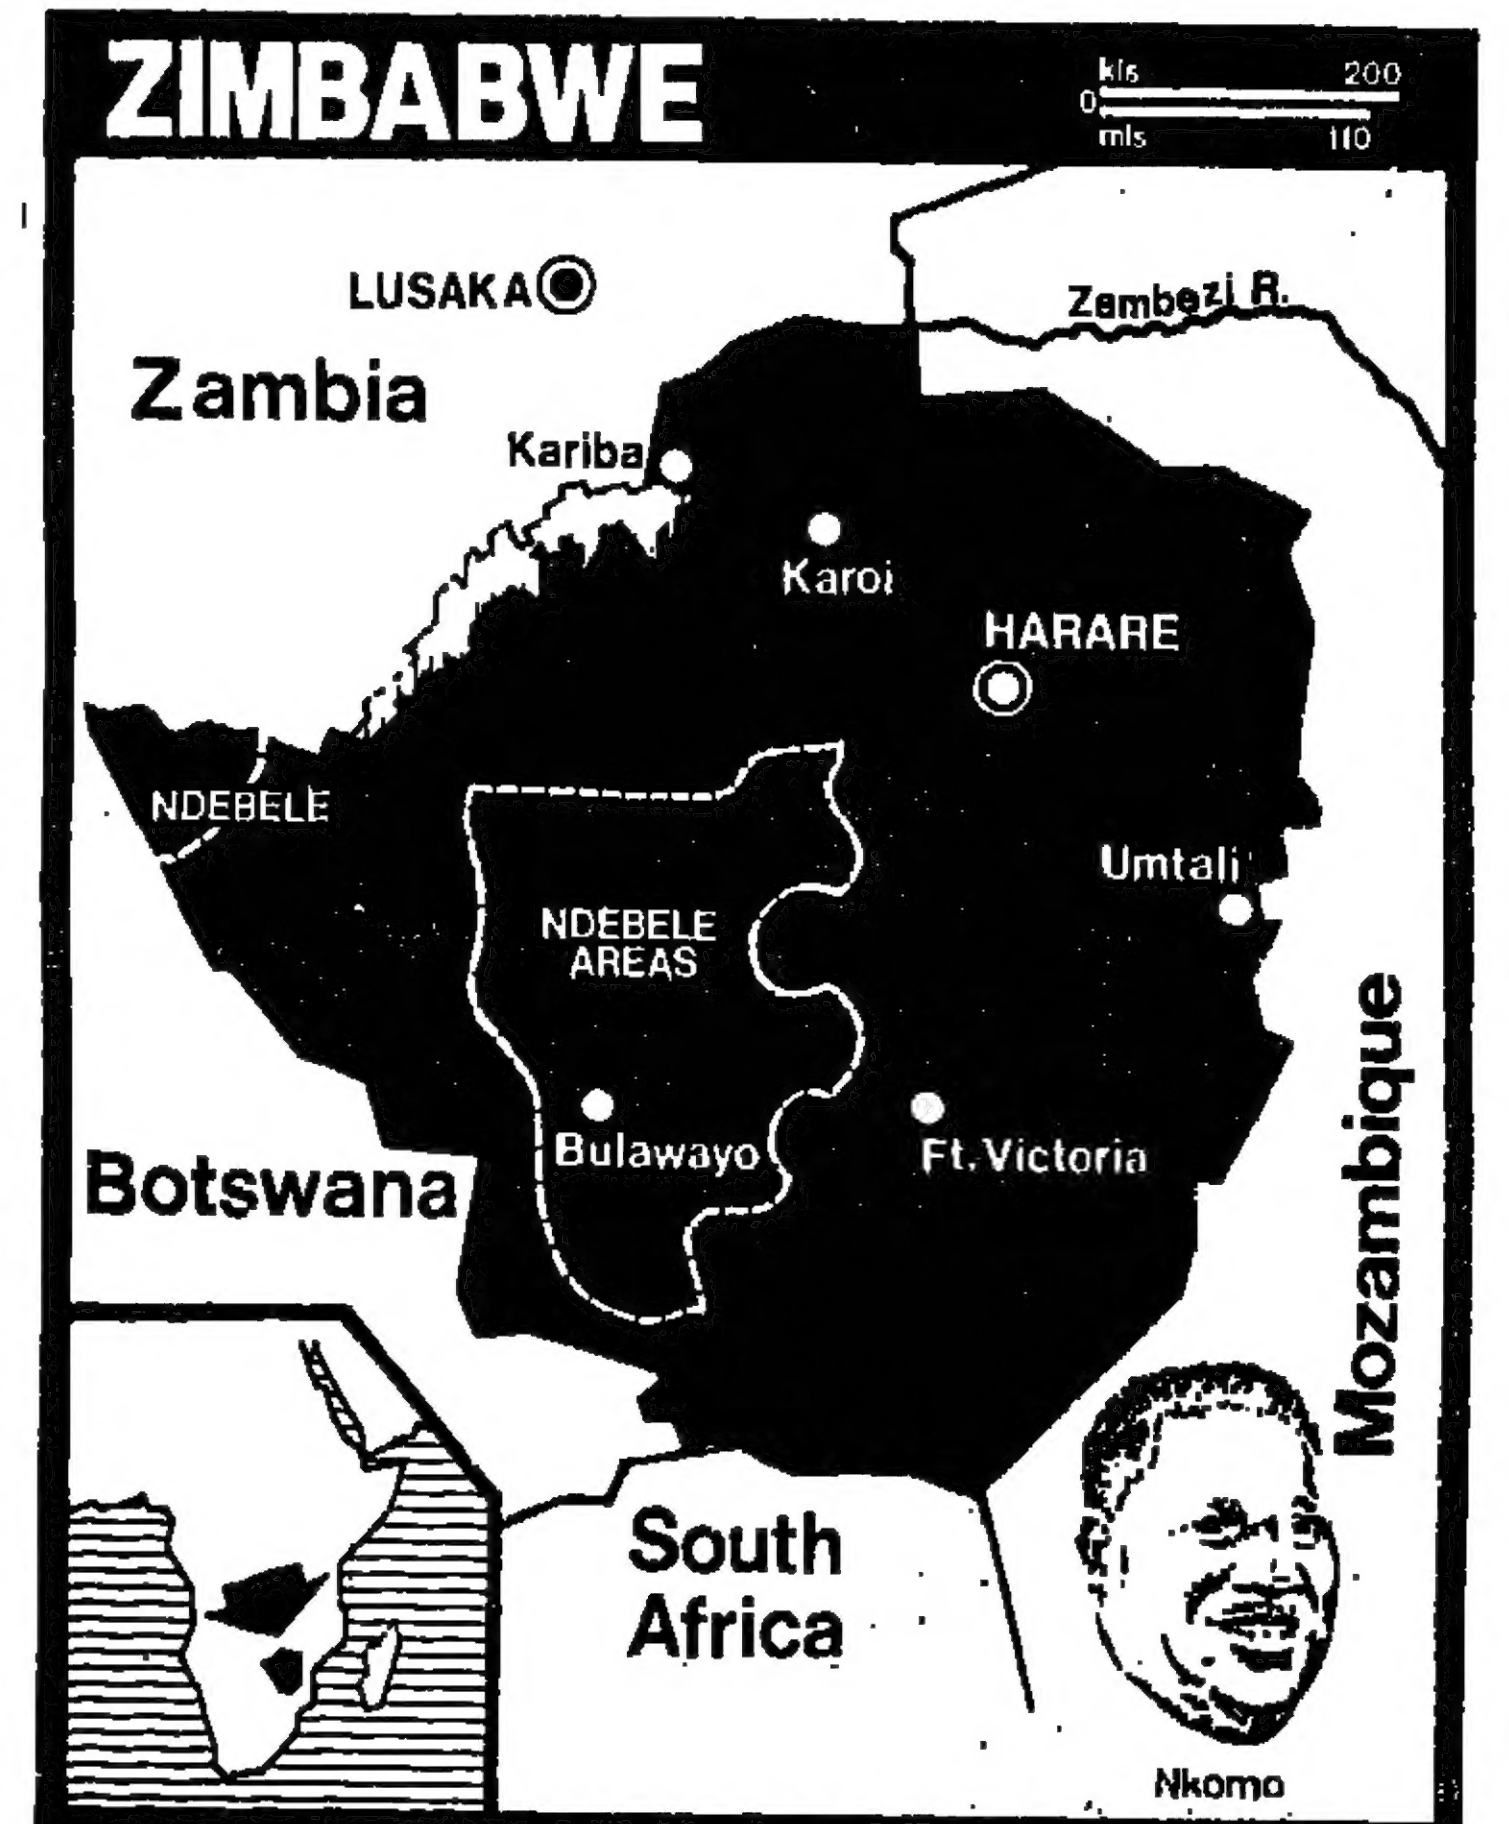 ZIMBABWE
kls 200
0
mls 110
LUSAKA
Zambezi R.
Zambia
Kariba
Karoi
HARARE
NDEBELE
Umtali
NDEBELE
AREAS
Mozambique
Bulawayo
Ft. Victoria
Botswana
South
Africa
Nkomo